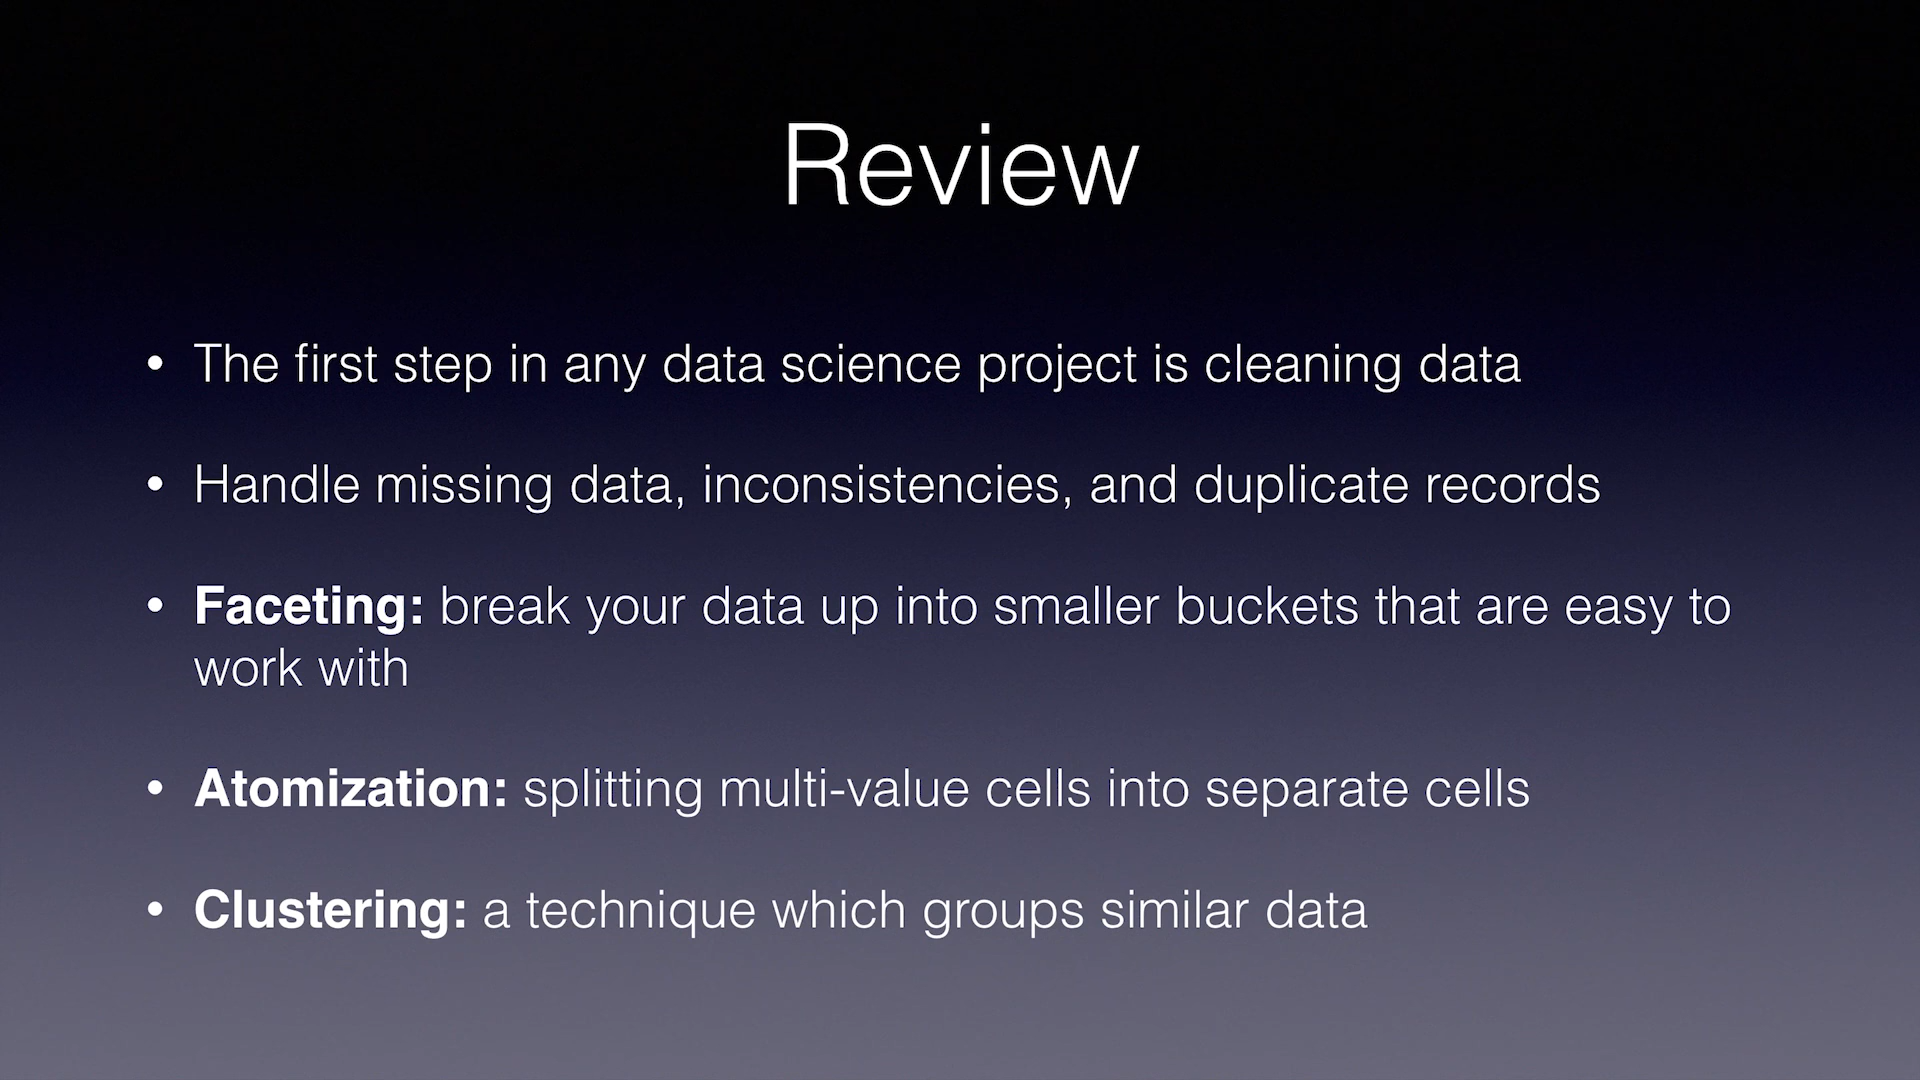 Review
• The first step in any data science project is cleaning data
• Handle missing data, inconsistencies, and duplicate records
• Faceting: break your data up into smaller buckets that are easy to
work with
• Atomization: splitting multi-value cells into separate cells
• Clustering: a technique which groups similar data